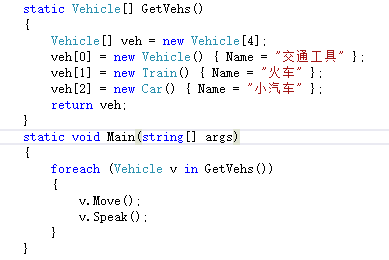 static Vehicle[] GetVehs()
{
    Vehicle[] veh = new Vehicle[4];
    veh[0] = new Vehicle() { Name = "交通工具" };
    veh[1] = new Train() { Name = "火车" };
    veh[2] = new Car() { Name = "小汽车" };
    return veh;
}
static void Main(string[] args)
{
    foreach (Vehicle v in GetVehs())
    {
        v.Move();
        v.Speak();
    }
}